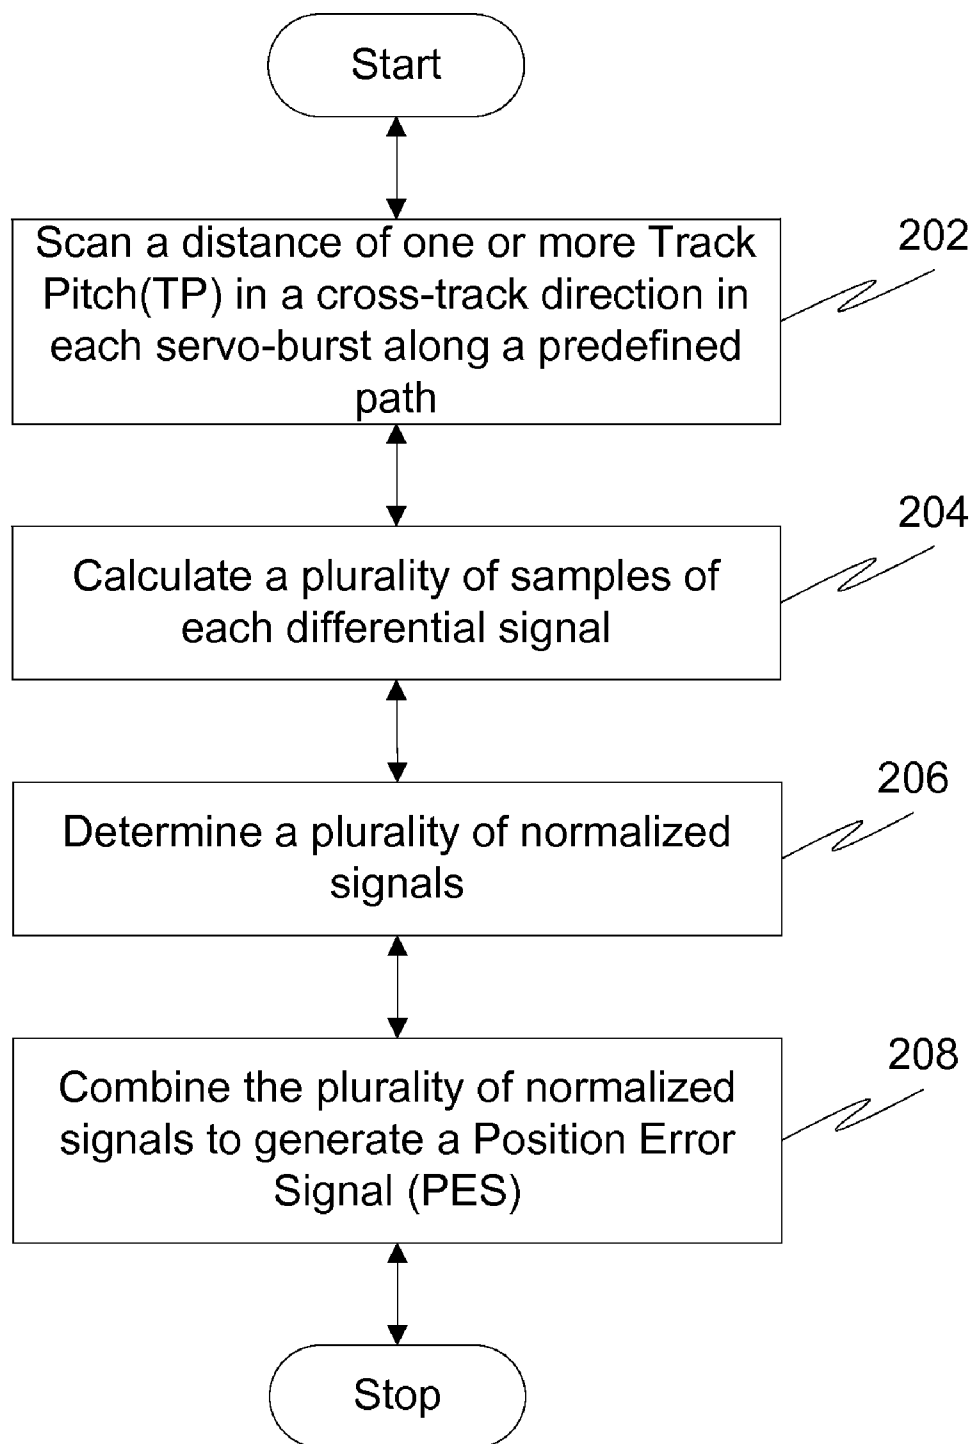 Start
Scan a distance of one or more Track
Pitch(TP) in a cross-track direction in
each servo-burst along a predefined
path
202
Calculate a plurality of samples of
each differential signal
204
Determine a plurality of normalized
signals
206
Combine the plurality of normalized
signals to generate a Position Error
Signal (PES)
208
Stop